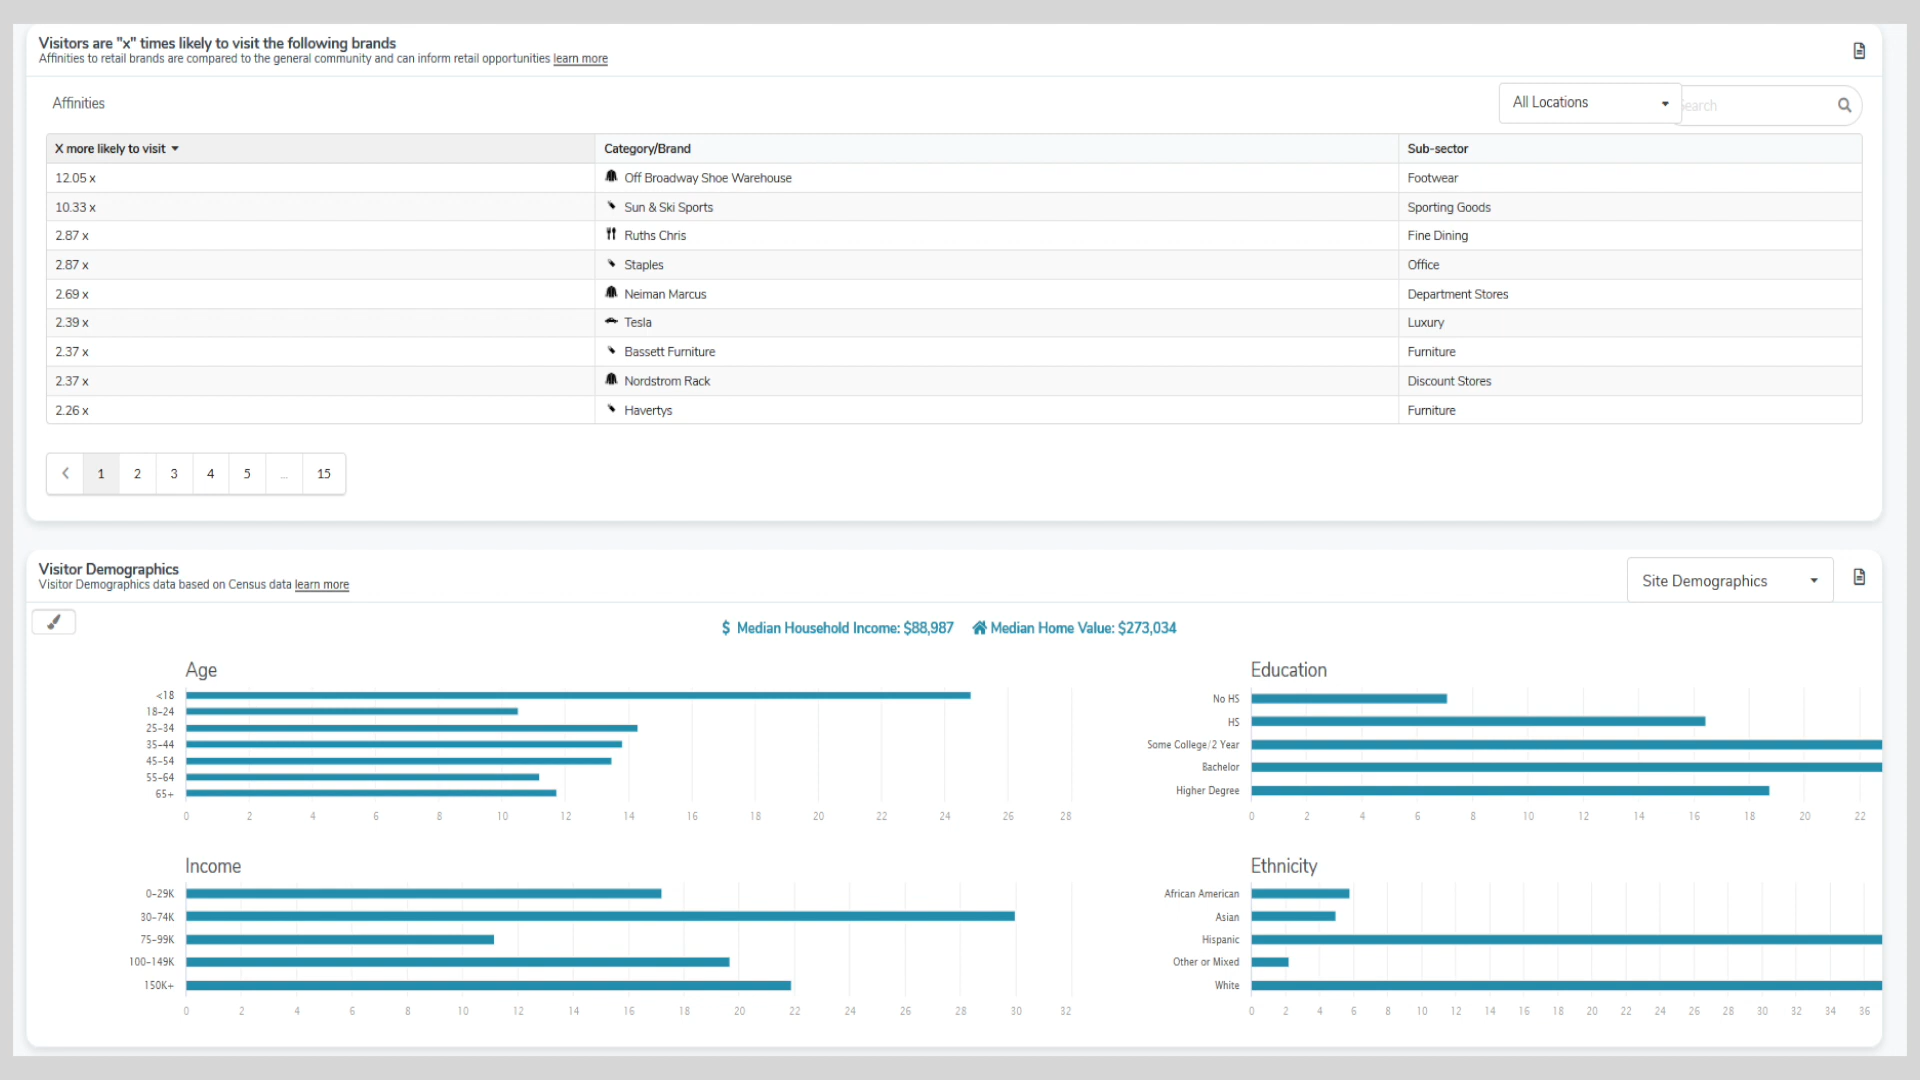 Visitors are "x" times likely to visit the following brands
Affinities to retail brands are compared to the general community and can inform retail opportunities learn more
Affinities
All Locations
earch
X more likely to visit Category/Brand Sub-sector
12.05 x Off Broadway Shoe Warehouse Footwear
10.33 x Sun & Ski Sports Sporting Goods
2.87 x Ruths Chris Fine Dining
2.87 x Staples Office
2.69 x Neiman Marcus Department Stores
2.39 x Tesla Luxury
2.37 x Bassett Furniture Furniture
2.37 x Nordstrom Rack Discount Stores
2.26 x Havertys Furniture
1 2 3 4 5 ... 15
Visitor Demographics
Visitor Demographics data based on Census data learn more
Site Demographics
$ Median Household Income: $88,987 Median Home Value: $273,034
Age
<18
18-24
25-34
35-44
45-54
55-64
65+
0 2 4 6 8 10 12 14 16 18 20 22 24 26 28
Education
No HS
HS
Some College/2 Year
Bachelor
Higher Degree
0 2 4 6 8 10 12 14 16 18 20 22
Income
0-29K
30-74K
75-99K
100-149K
150K+
0 2 4 6 8 10 12 14 16 18 20 22 24 26 28 30 32
Ethnicity
African American
Asian
Hispanic
Other or Mixed
White
0 2 4 6 8 10 12 14 16 18 20 22 24 26 28 30 32 34 36